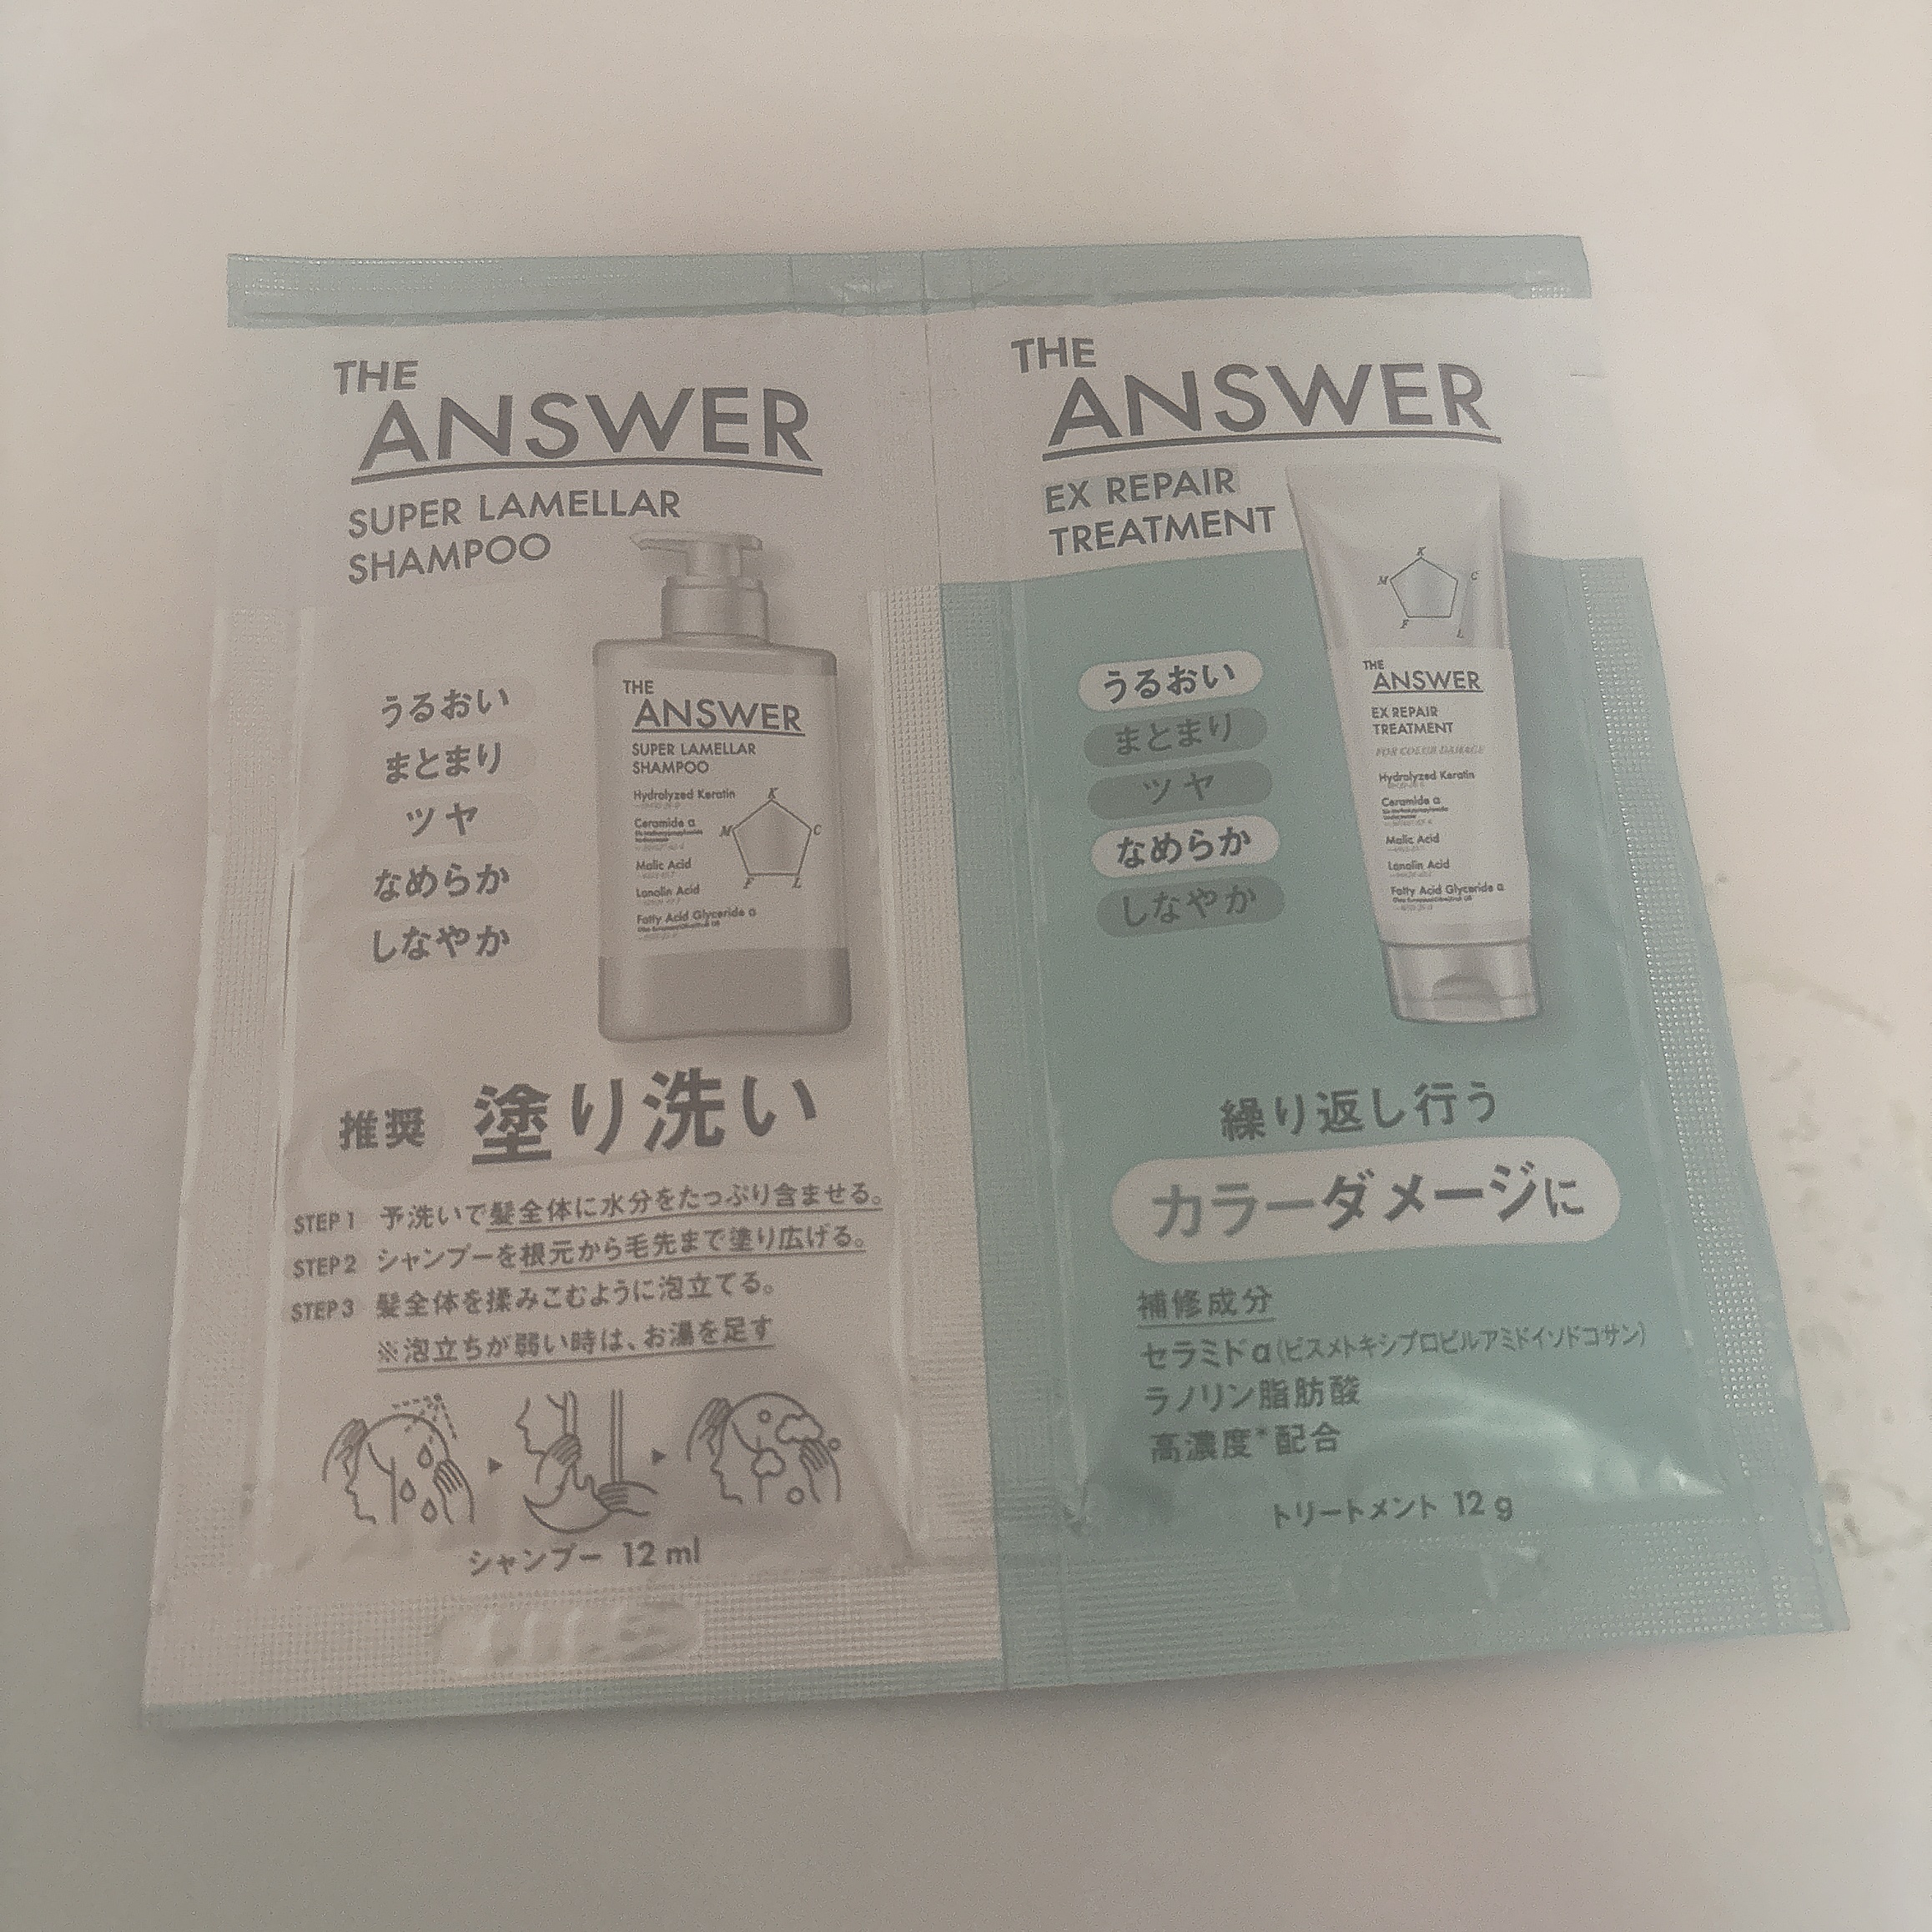 THE
ANSWER
SUPER LAMELLAR
SHAMPOO
うるおい
まとまり
ツヤ
なめらか
しなやか
THE
ANSWER
SUPER LAMELLAR
SHAMPOO
Hydrolyzed Keratin
Ceramide α
Malic Acid
Lanolin Acid
Fatty Acid Glyceride α
K
M
C
F
L
推奨
塗り洗い
STEP1 予洗いで髪全体に水分をたっぷり含ませる。
STEP2 シャンプーを根元から毛先まで塗り広げる。
STEP3 髪全体を揉みこむように泡立てる。
※泡立ちが弱い時は、お湯を足す
シャンプー 12 ml
THE
ANSWER
EX REPAIR
TREATMENT
うるおい
まとまり
ツヤ
なめらか
しなやか
K
M
C
F
L
THE
ANSWER
EX REPAIR
TREATMENT
FOR COLOR DAMAGE
Hydrolyzed Keratin
Ceramide α
Malic Acid
Lanolin Acid
Fatty Acid Glyceride α
繰り返し行う
カラーダメージに
補修成分
セラミドα(ビスメトキシプロピルアミドイソドコサン)
ラノリン脂肪酸
高濃度*配合
トリートメント 12 g